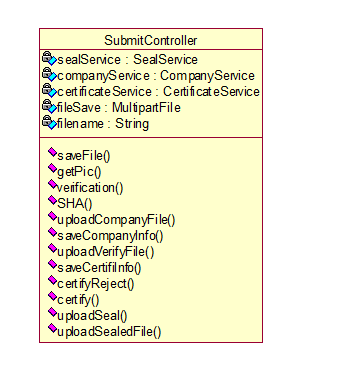 SubmitController
sealService : SealService
companyService : CompanyService
certificateService : CertificateService
fileSave : MultipartFile
filename : String
saveFile()
getPic()
verification()
SHA()
uploadCompanyFile()
saveCompanyInfo()
uploadVerifyFile()
saveCertifiInfo()
certifyReject()
certify()
uploadSeal()
uploadSealedFile()